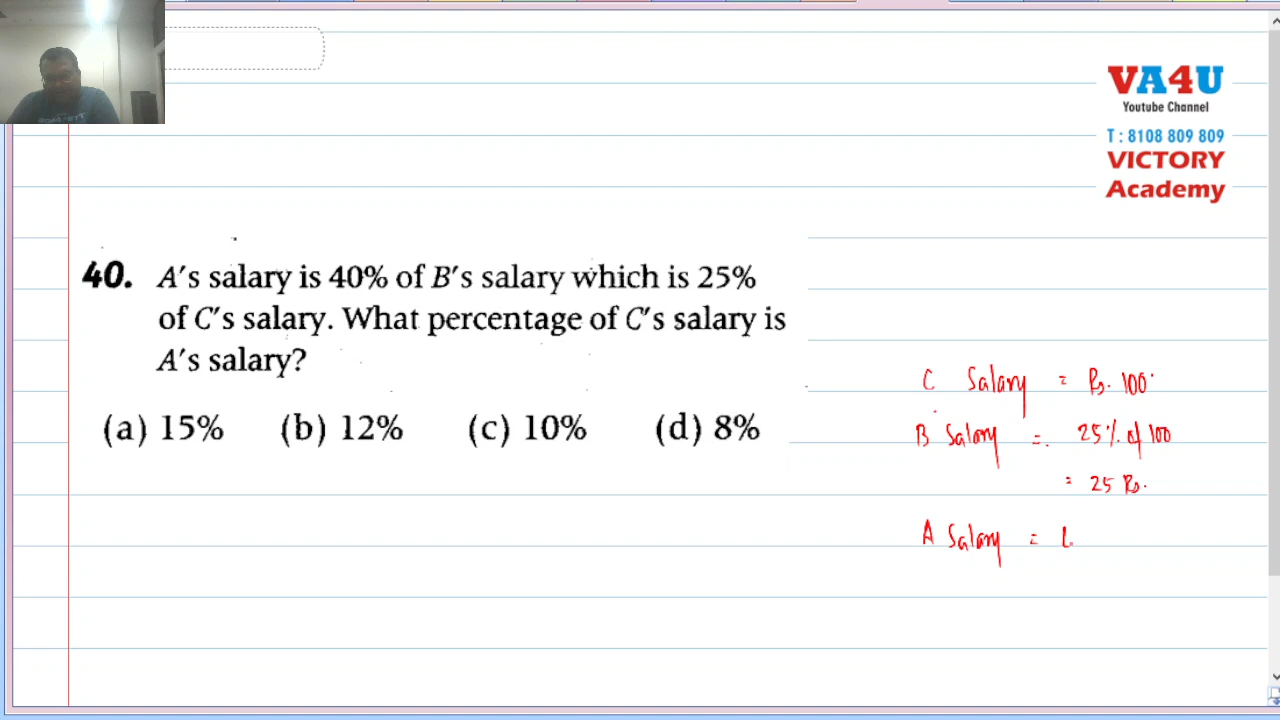 VA4U
Youtube Channel
T : 8108 809 809
VICTORY
Academy
40. A's salary is 40% of B's salary which is 25%
of C's salary. What percentage of C's salary is
A's salary?
(a) 15% (b) 12% (c) 10% (d) 8%
C Salary = Rs. 100
B Salary = 25% of 100
= 25 Rs.
A Salary =